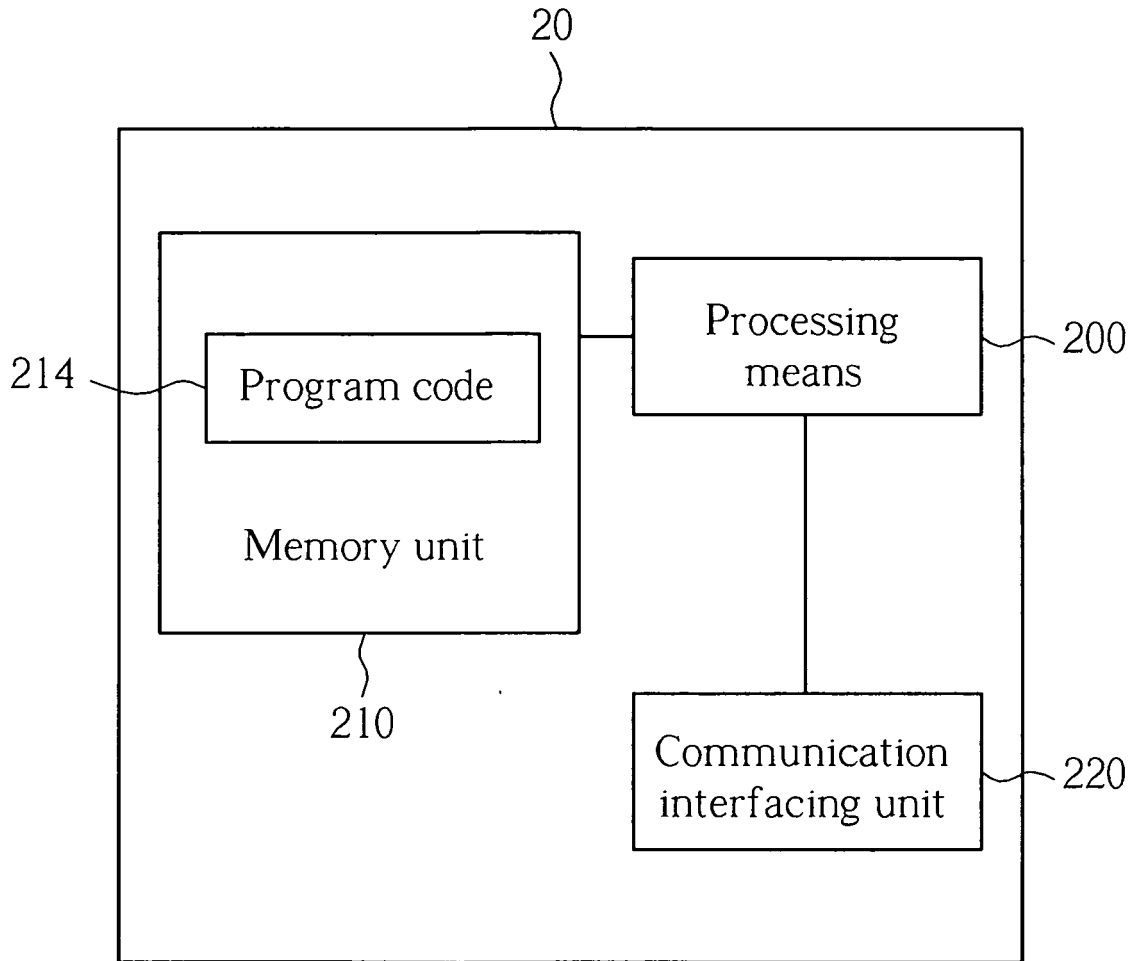 20
Processing
means
200
214
Program code
Memory unit
210
Communication
interfacing unit
220